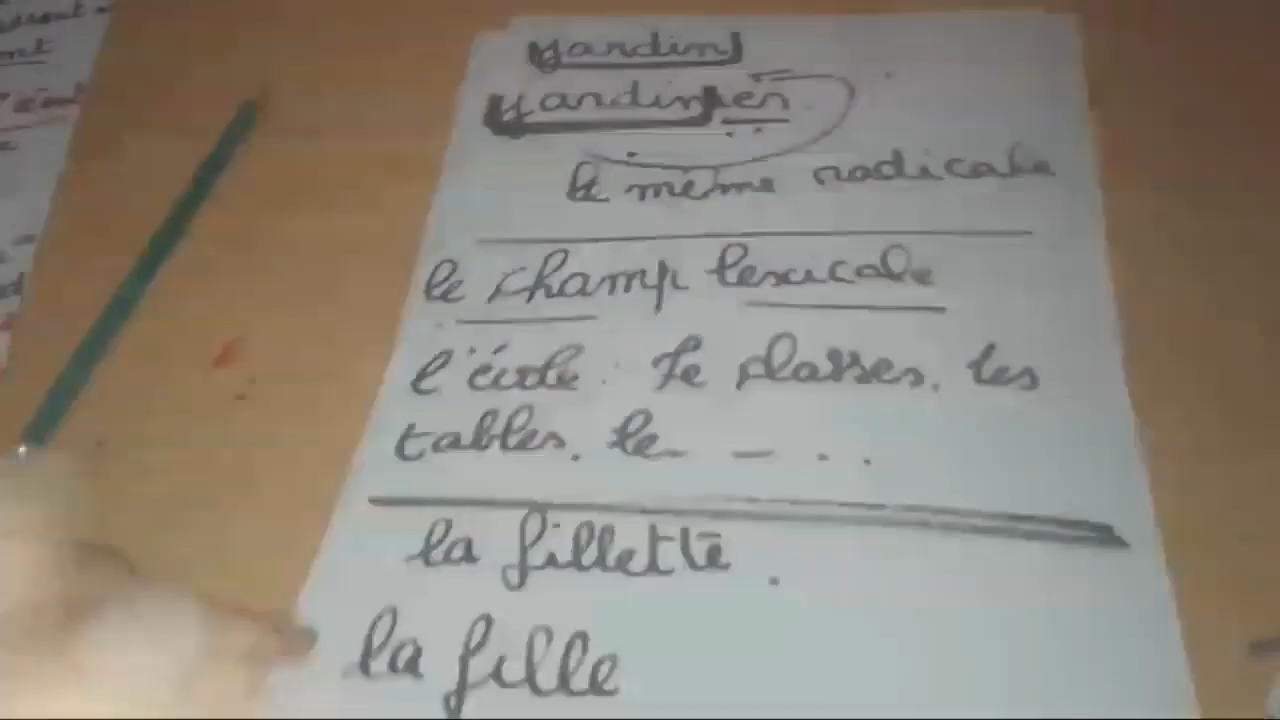 jardin
jardinier
le même radicale
le champ lexicale
l'école : Le classes, les
tables, le - - . . .
la fillette.
la fille